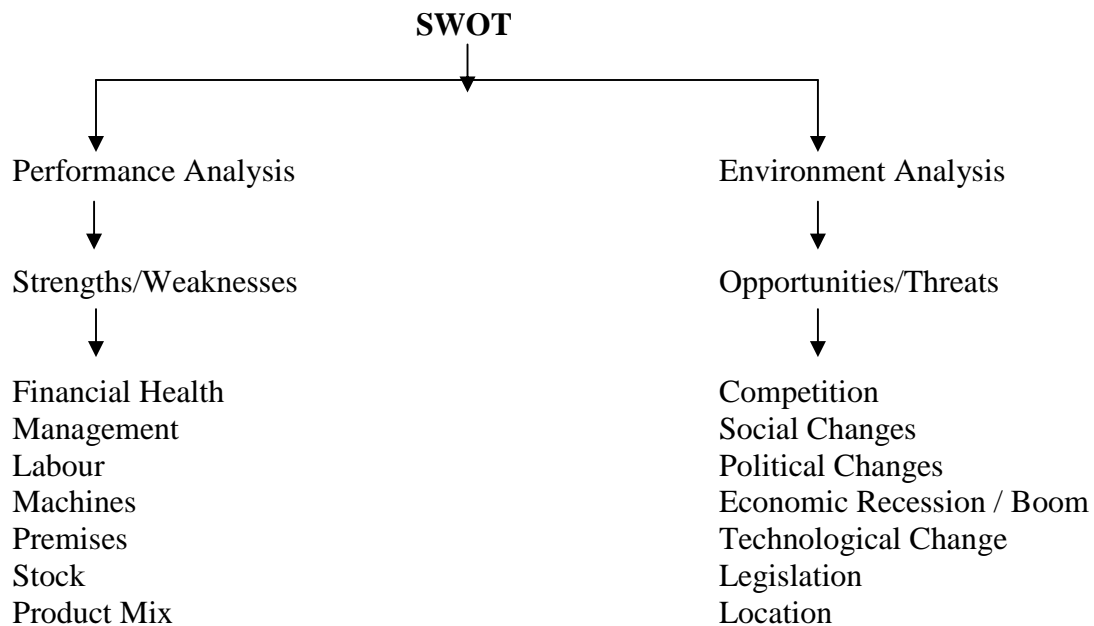 SWOT
Performance Analysis
Environment Analysis
Strengths/Weaknesses
Opportunities/Threats
Financial Health
Management
Labour
Machines
Premises
Stock
Product Mix
Competition
Social Changes
Political Changes
Economic Recession / Boom
Technological Change
Legislation
Location